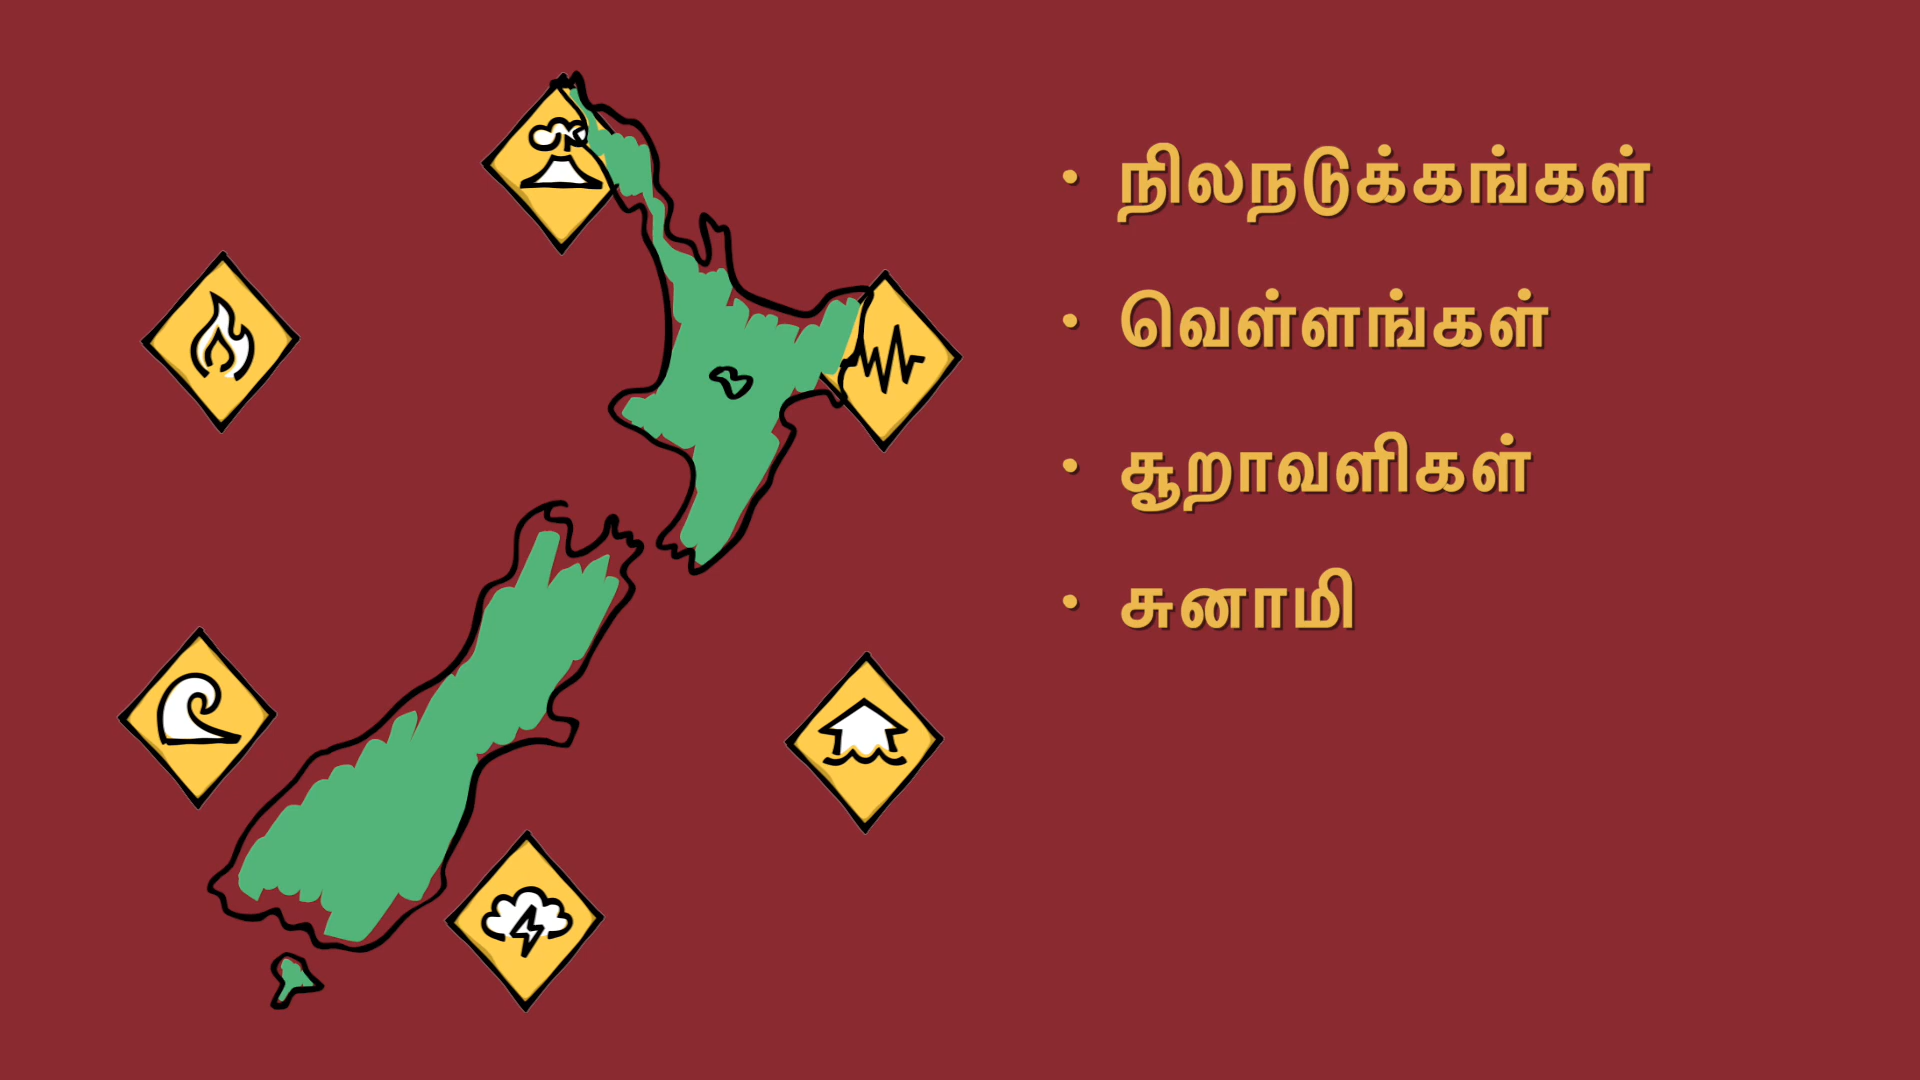 • நிலநடுக்கங்கள்
• வெள்ளங்கள்
• சூறாவளிகள்
• சுனாமி